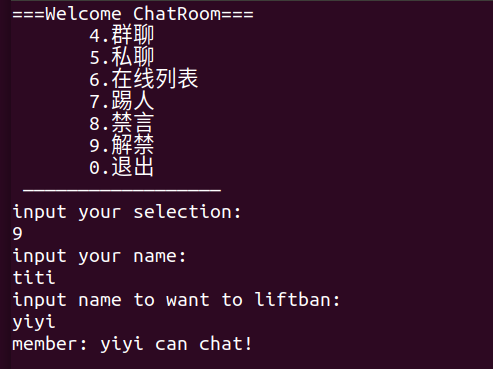 ===Welcome ChatRoom===
4.群聊
5.私聊
6.在线列表
7.踢人
8.禁言
9.解禁
0.退出
——————————————————
input your selection:
9
input your name:
titi
input name to want to liftban:
yiyi
member: yiyi can chat!